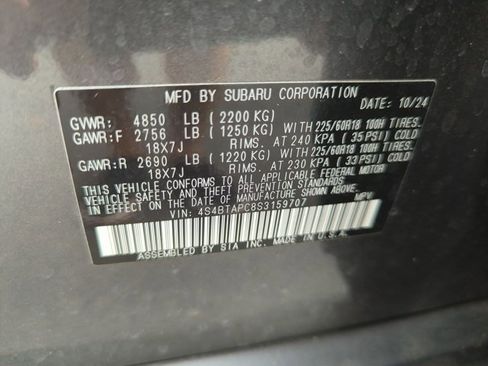 MFD BY SUBARU CORPORATION
DATE: 10/24
GVWR: 4850 LB (2200 KG)
GAWR:F 2756 LB (1250 KG) WITH 225/60R18 100H TIRES.
18X7J RIMS. AT 240 KPA (35 PSI) COLD
GAWR:R 2690 LB (1220 KG) WITH 225/60R18 100H TIRES.
18X7J RIMS. AT 230 KPA (33 PSI) COLD
THIS VEHICLE CONFORMS TO ALL APPLICABLE FEDERAL MOTOR
VEHICLE SAFETY AND THEFT PREVENTION STANDARDS IN EFFECT ON THE
DATE OF MANUFACTURE SHOWN ABOVE.
VIN: 4S4BTAPC8S3159707 MPV
ASSEMBLED BY SIA INC. MADE IN U.S.A.